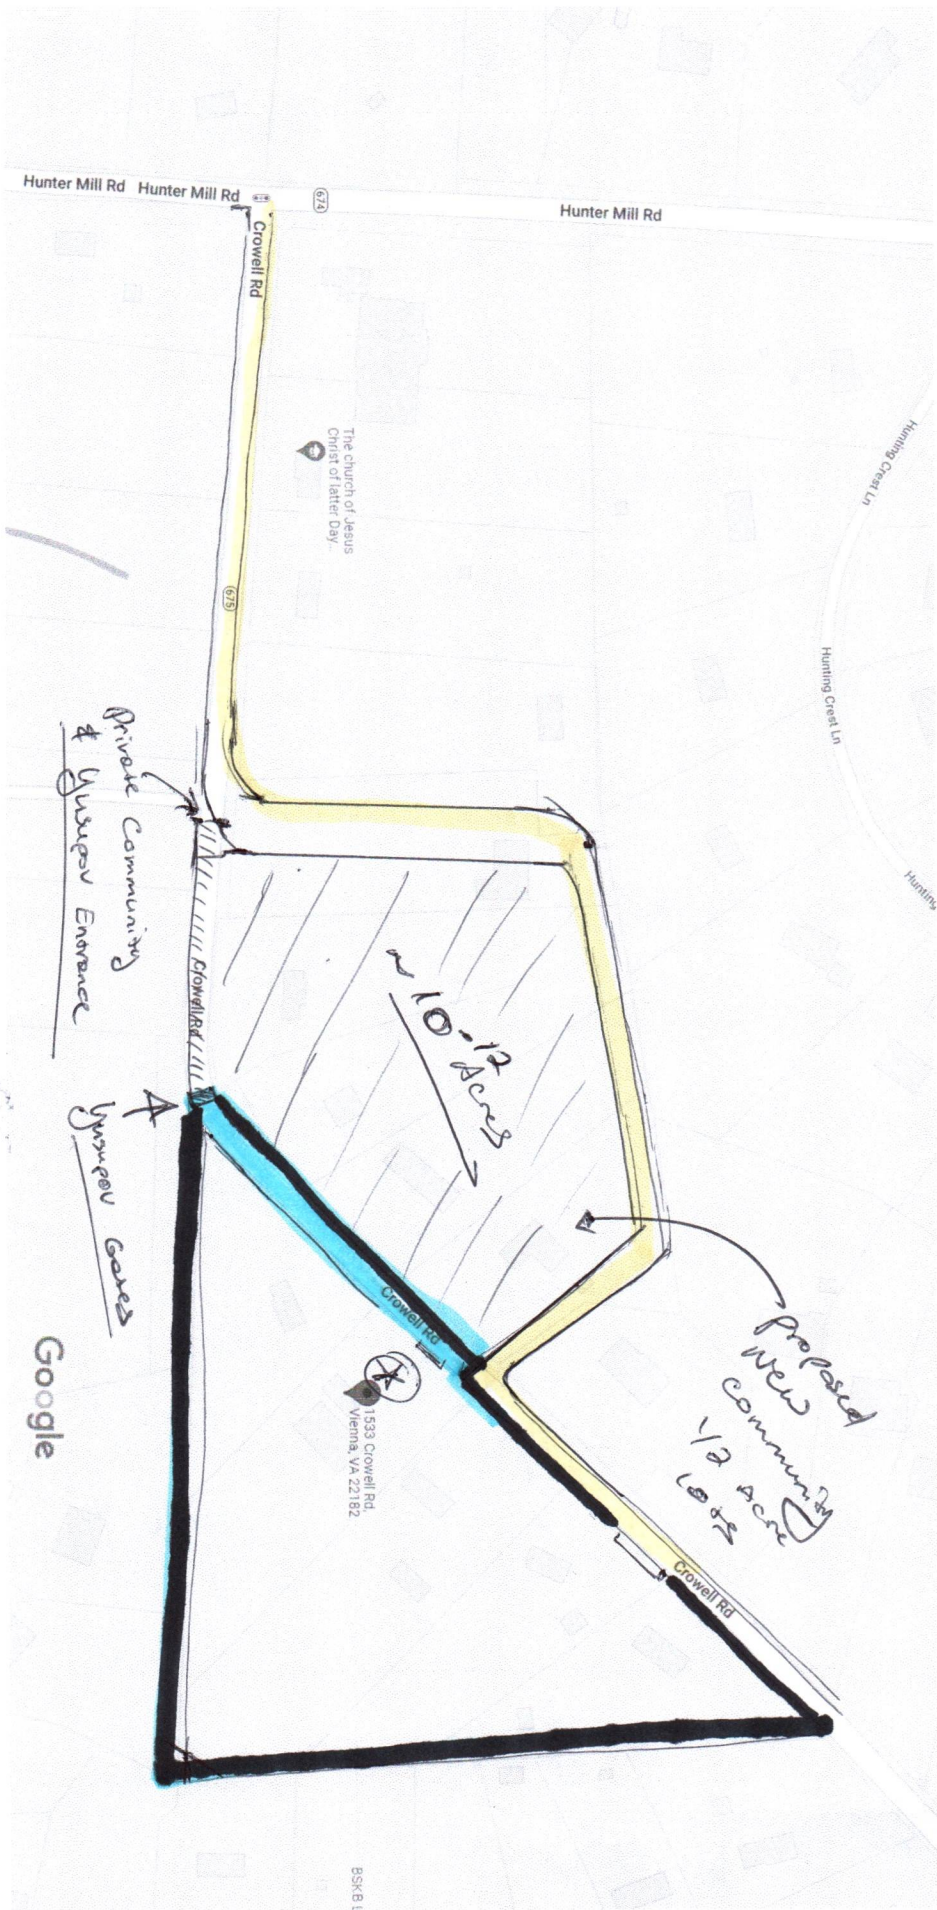 Hunter Mill Rd
Hunter Mill Rd
674
Hunter Mill Rd
Crowell Rd
The church of Jesus
Christ of latter Day...
675
Hunting Crest Ln
Hunting Crest Ln
Hunting
Private Community
& Yusupov Entrance
Crowell Rd
~ 10-12
Acres
Yusupov Gates
Crowell Rd
1533 Crowell Rd,
Vienna, VA 22182
proposed
New
community
1/2 acre
lots
Crowell Rd
Google
BSKB L